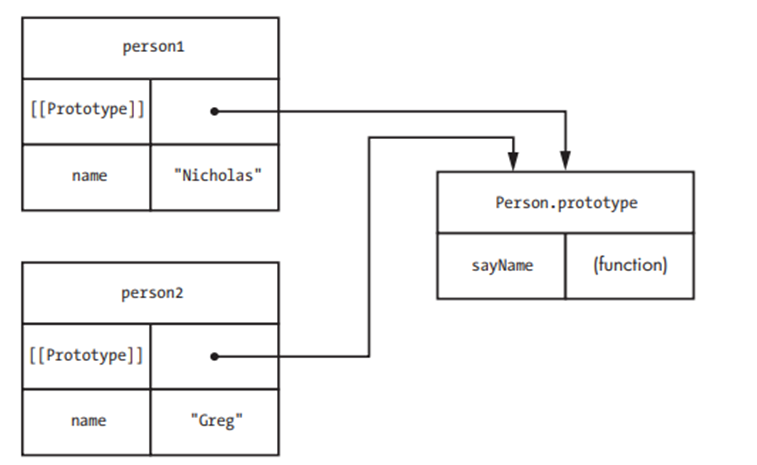 person1
[[Prototype]]
name
"Nicholas"
Person.prototype
sayName
(function)
person2
[[Prototype]]
name
"Greg"